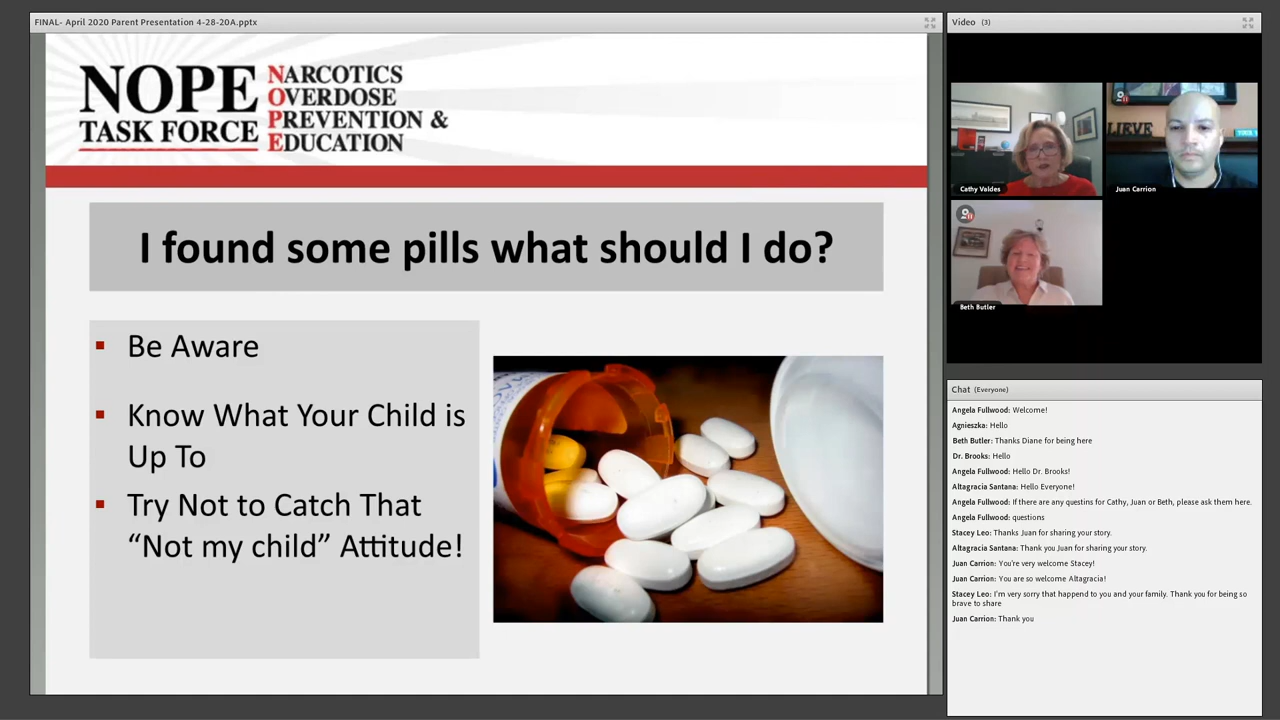 FINAL- April 2020 Parent Presentation 4-28-20A.pptx
NOPE
TASK FORCE
NARCOTICS
OVERDOSE
PREVENTION &
EDUCATION
I found some pills what should I do?
▪ Be Aware
▪ Know What Your Child is
Up To
▪ Try Not to Catch That
“Not my child” Attitude!
Video (3)
LIEVE
Cathy Valdes
Juan Carrion
Beth Butler
Chat (Everyone)
Angela Fullwood: Welcome!
Agnieszka: Hello
Beth Butler: Thanks Diane for being here
Dr. Brooks: Hello
Angela Fullwood: Hello Dr. Brooks!
Altagracia Santana: Hello Everyone!
Angela Fullwood: If there are any questins for Cathy, Juan or Beth, please ask them here.
Angela Fullwood: questions
Stacey Leo: Thanks Juan for sharing your story.
Altagracia Santana: Thank you Juan for sharing your story.
Juan Carrion: You're very welcome Stacey!
Juan Carrion: You are so welcome Altagracia!
Stacey Leo: I'm very sorry that happend to you and your family. Thank you for being so
brave to share
Juan Carrion: Thank you